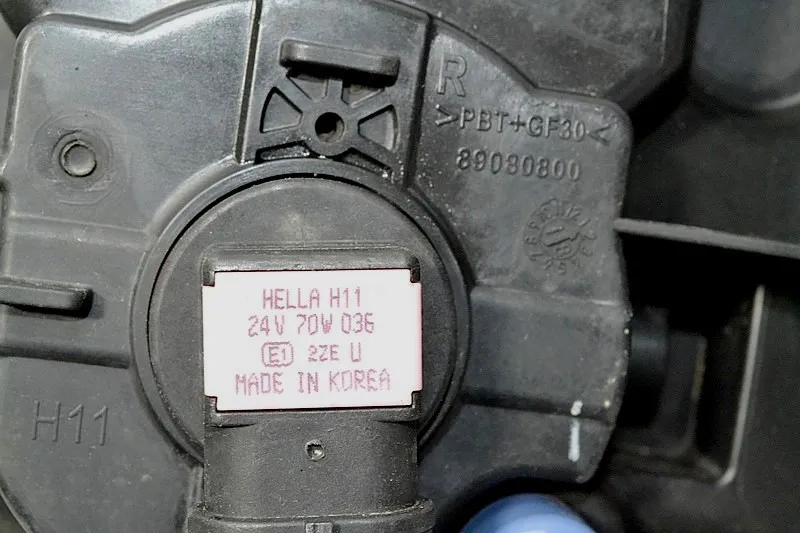 R
>PBT+GF30<
89080800
HELLA H11
24V 70W 036
E1 2ZE U
MADE IN KOREA
H11